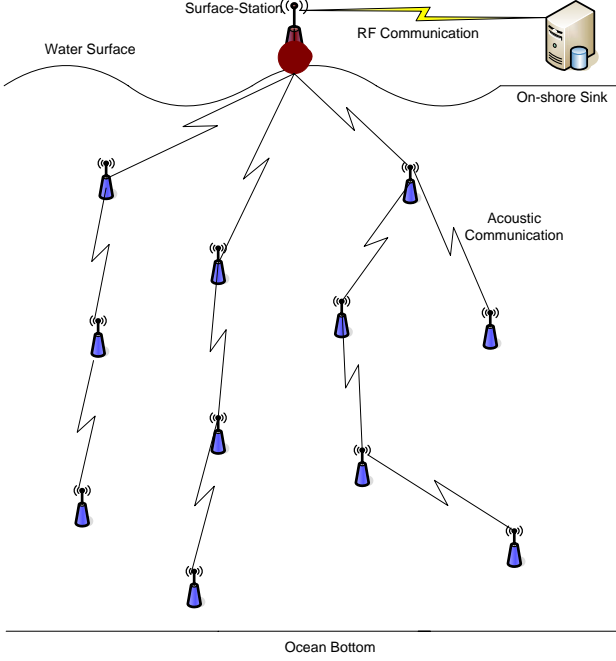 Surface-Station
RF Communication
Water Surface
On-shore Sink
Acoustic
Communication
Ocean Bottom